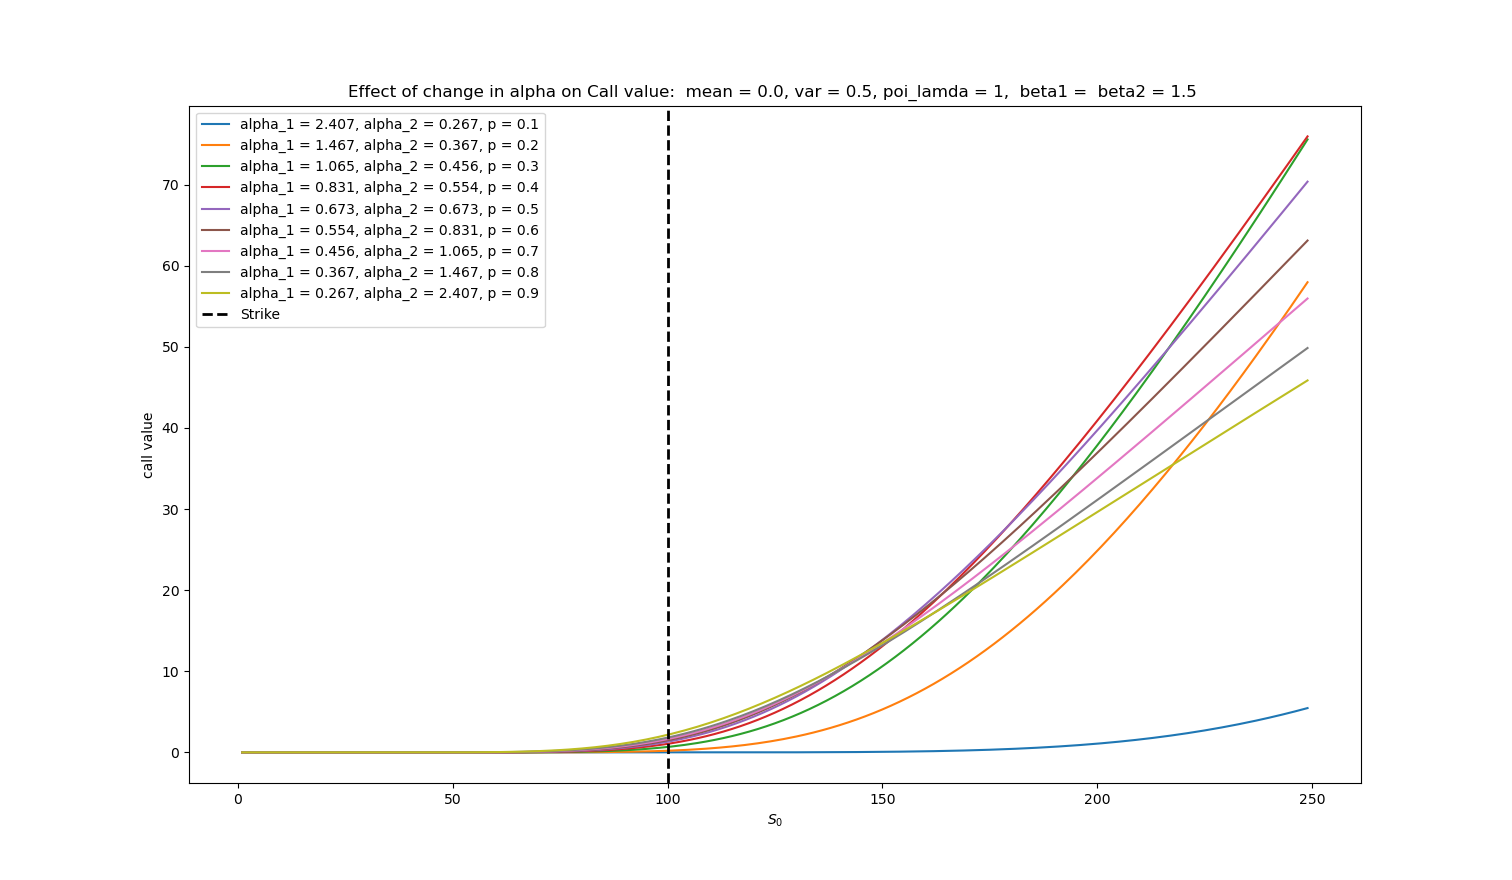 Effect of change in alpha on Call value:  mean = 0.0, var = 0.5, poi_lamda = 1,  beta1 =  beta2 = 1.5
alpha_1 = 2.407, alpha_2 = 0.267, p = 0.1
alpha_1 = 1.467, alpha_2 = 0.367, p = 0.2
alpha_1 = 1.065, alpha_2 = 0.456, p = 0.3
alpha_1 = 0.831, alpha_2 = 0.554, p = 0.4
alpha_1 = 0.673, alpha_2 = 0.673, p = 0.5
alpha_1 = 0.554, alpha_2 = 0.831, p = 0.6
alpha_1 = 0.456, alpha_2 = 1.065, p = 0.7
alpha_1 = 0.367, alpha_2 = 1.467, p = 0.8
alpha_1 = 0.267, alpha_2 = 2.407, p = 0.9
Strike
70
60
50
40
30
20
10
0
call value
0 50 100 150 200 250
S_0